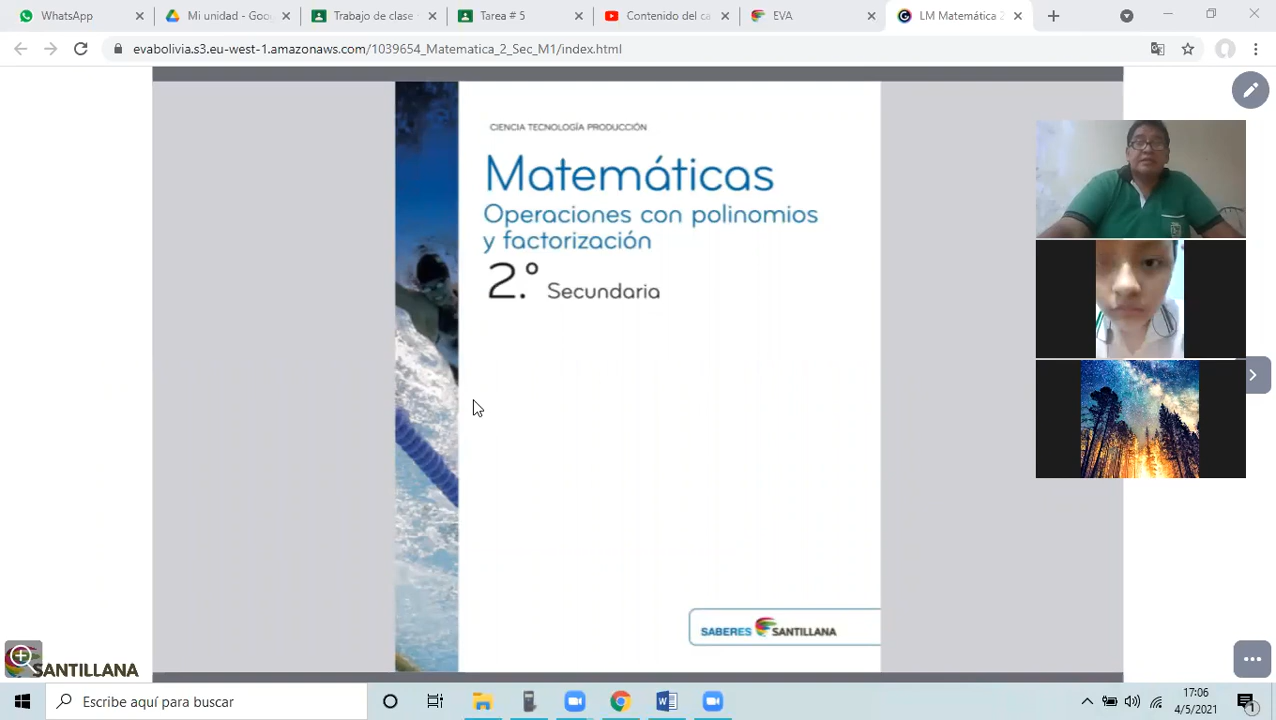 WhatsApp
Mi unidad - Goo
Trabajo de clase
Tarea # 5
Contenido del ca
EVA
LM Matemática 2
evabolivia.s3.eu-west-1.amazonaws.com/1039654_Matematica_2_Sec_M1/index.html
CIENCIA TECNOLOGÍA PRODUCCIÓN
Matemáticas
Operaciones con polinomios
y factorización
2.º Secundaria
SABERES SANTILLANA
SANTILLANA
Escribe aquí para buscar
17:06
4/5/2021
1